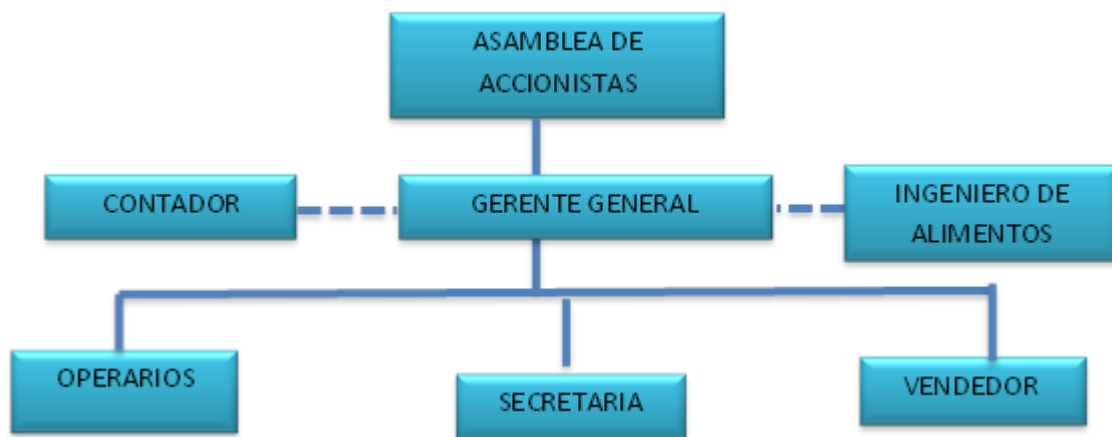 ASAMBLEA DE
ACCIONISTAS
CONTADOR
GERENTE GENERAL
INGENIERO DE
ALIMENTOS
OPERARIOS
SECRETARIA
VENDEDOR